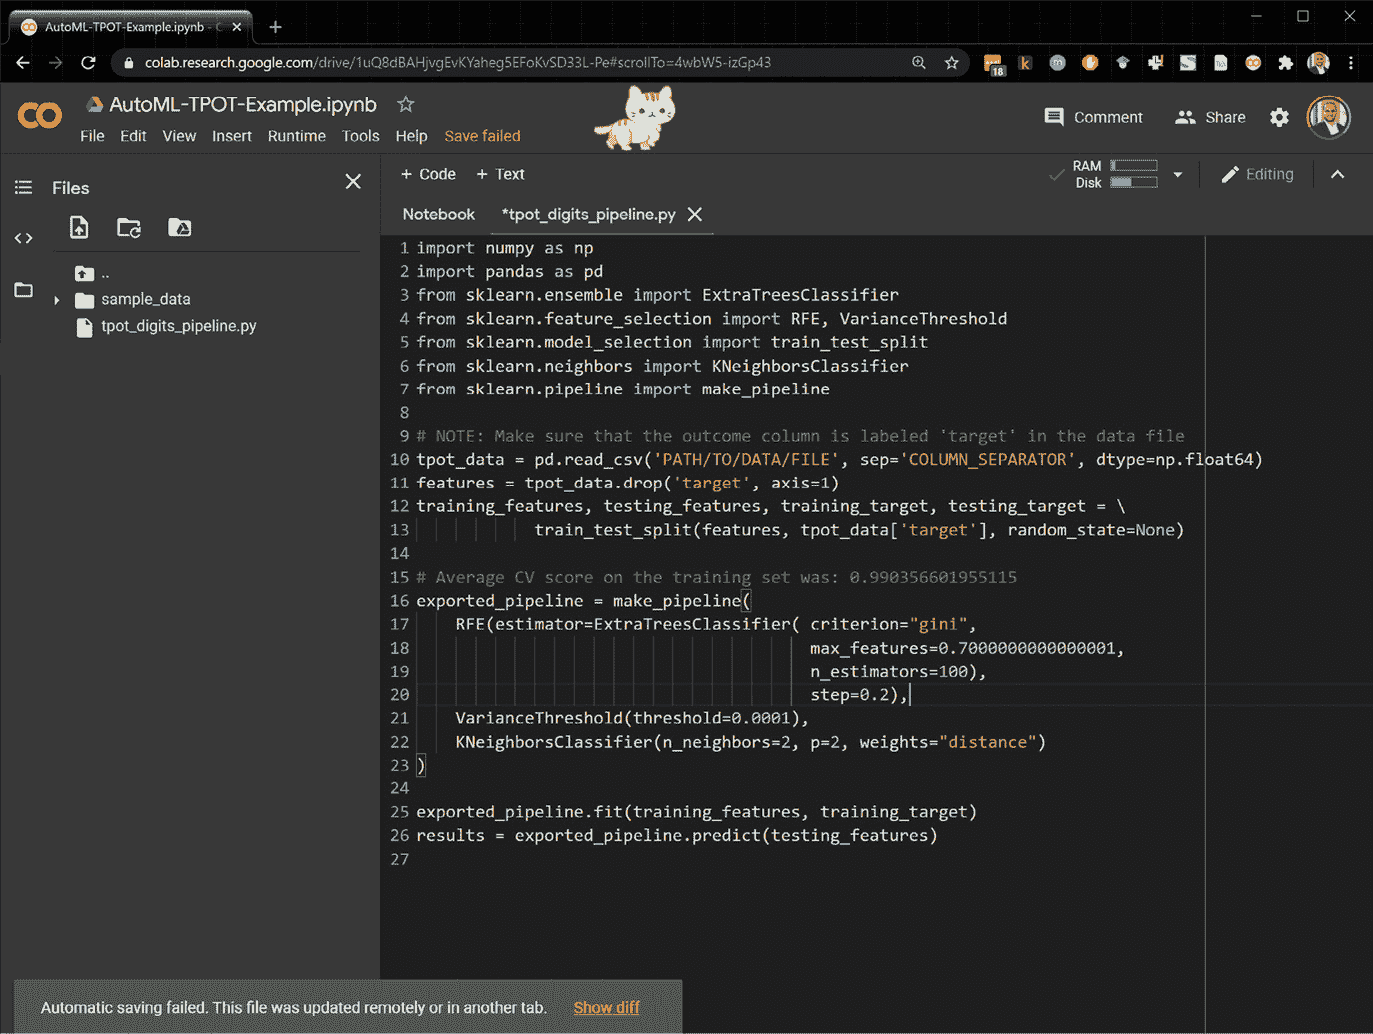 AutoML-TPOT-Example.ipynb - C
colab.research.google.com/drive/1uQ8dBAHjvgEvKYaheg5EFoKvSD33L-Pe#scrollTo=4wbW5-izGp43
18
AutoML-TPOT-Example.ipynb
File Edit View Insert Runtime Tools Help Save failed
Comment
Share
Files
+ Code + Text
RAM
Disk
Editing
Notebook
*tpot_digits_pipeline.py
..
sample_data
tpot_digits_pipeline.py
1 import numpy as np
2 import pandas as pd
3 from sklearn.ensemble import ExtraTreesClassifier
4 from sklearn.feature_selection import RFE, VarianceThreshold
5 from sklearn.model_selection import train_test_split
6 from sklearn.neighbors import KNeighborsClassifier
7 from sklearn.pipeline import make_pipeline
8
9 # NOTE: Make sure that the outcome column is labeled 'target' in the data file
10 tpot_data = pd.read_csv('PATH/TO/DATA/FILE', sep='COLUMN_SEPARATOR', dtype=np.float64)
11 features = tpot_data.drop('target', axis=1)
12 training_features, testing_features, training_target, testing_target = \
13 train_test_split(features, tpot_data['target'], random_state=None)
14
15 # Average CV score on the training set was: 0.990356601955115
16 exported_pipeline = make_pipeline(
17 RFE(estimator=ExtraTreesClassifier( criterion="gini",
18 max_features=0.7000000000000001,
19 n_estimators=100),
20 step=0.2),
21 VarianceThreshold(threshold=0.0001),
22 KNeighborsClassifier(n_neighbors=2, p=2, weights="distance")
23 )
24
25 exported_pipeline.fit(training_features, training_target)
26 results = exported_pipeline.predict(testing_features)
27
Automatic saving failed. This file was updated remotely or in another tab. Show diff